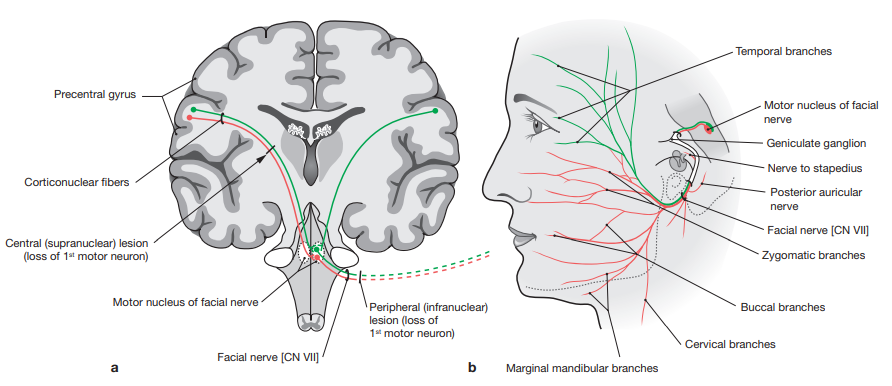 Precentral gyrus
Corticonuclear fibers
Central (supranuclear) lesion
(loss of 1st motor neuron)
Motor nucleus of facial nerve
Facial nerve [CN VII]
Peripheral (infranuclear)
lesion (loss of
1st motor neuron)
a
Temporal branches
Motor nucleus of facial
nerve
Geniculate ganglion
Nerve to stapedius
Posterior auricular
nerve
Facial nerve [CN VII]
Zygomatic branches
Buccal branches
Cervical branches
Marginal mandibular branches
b